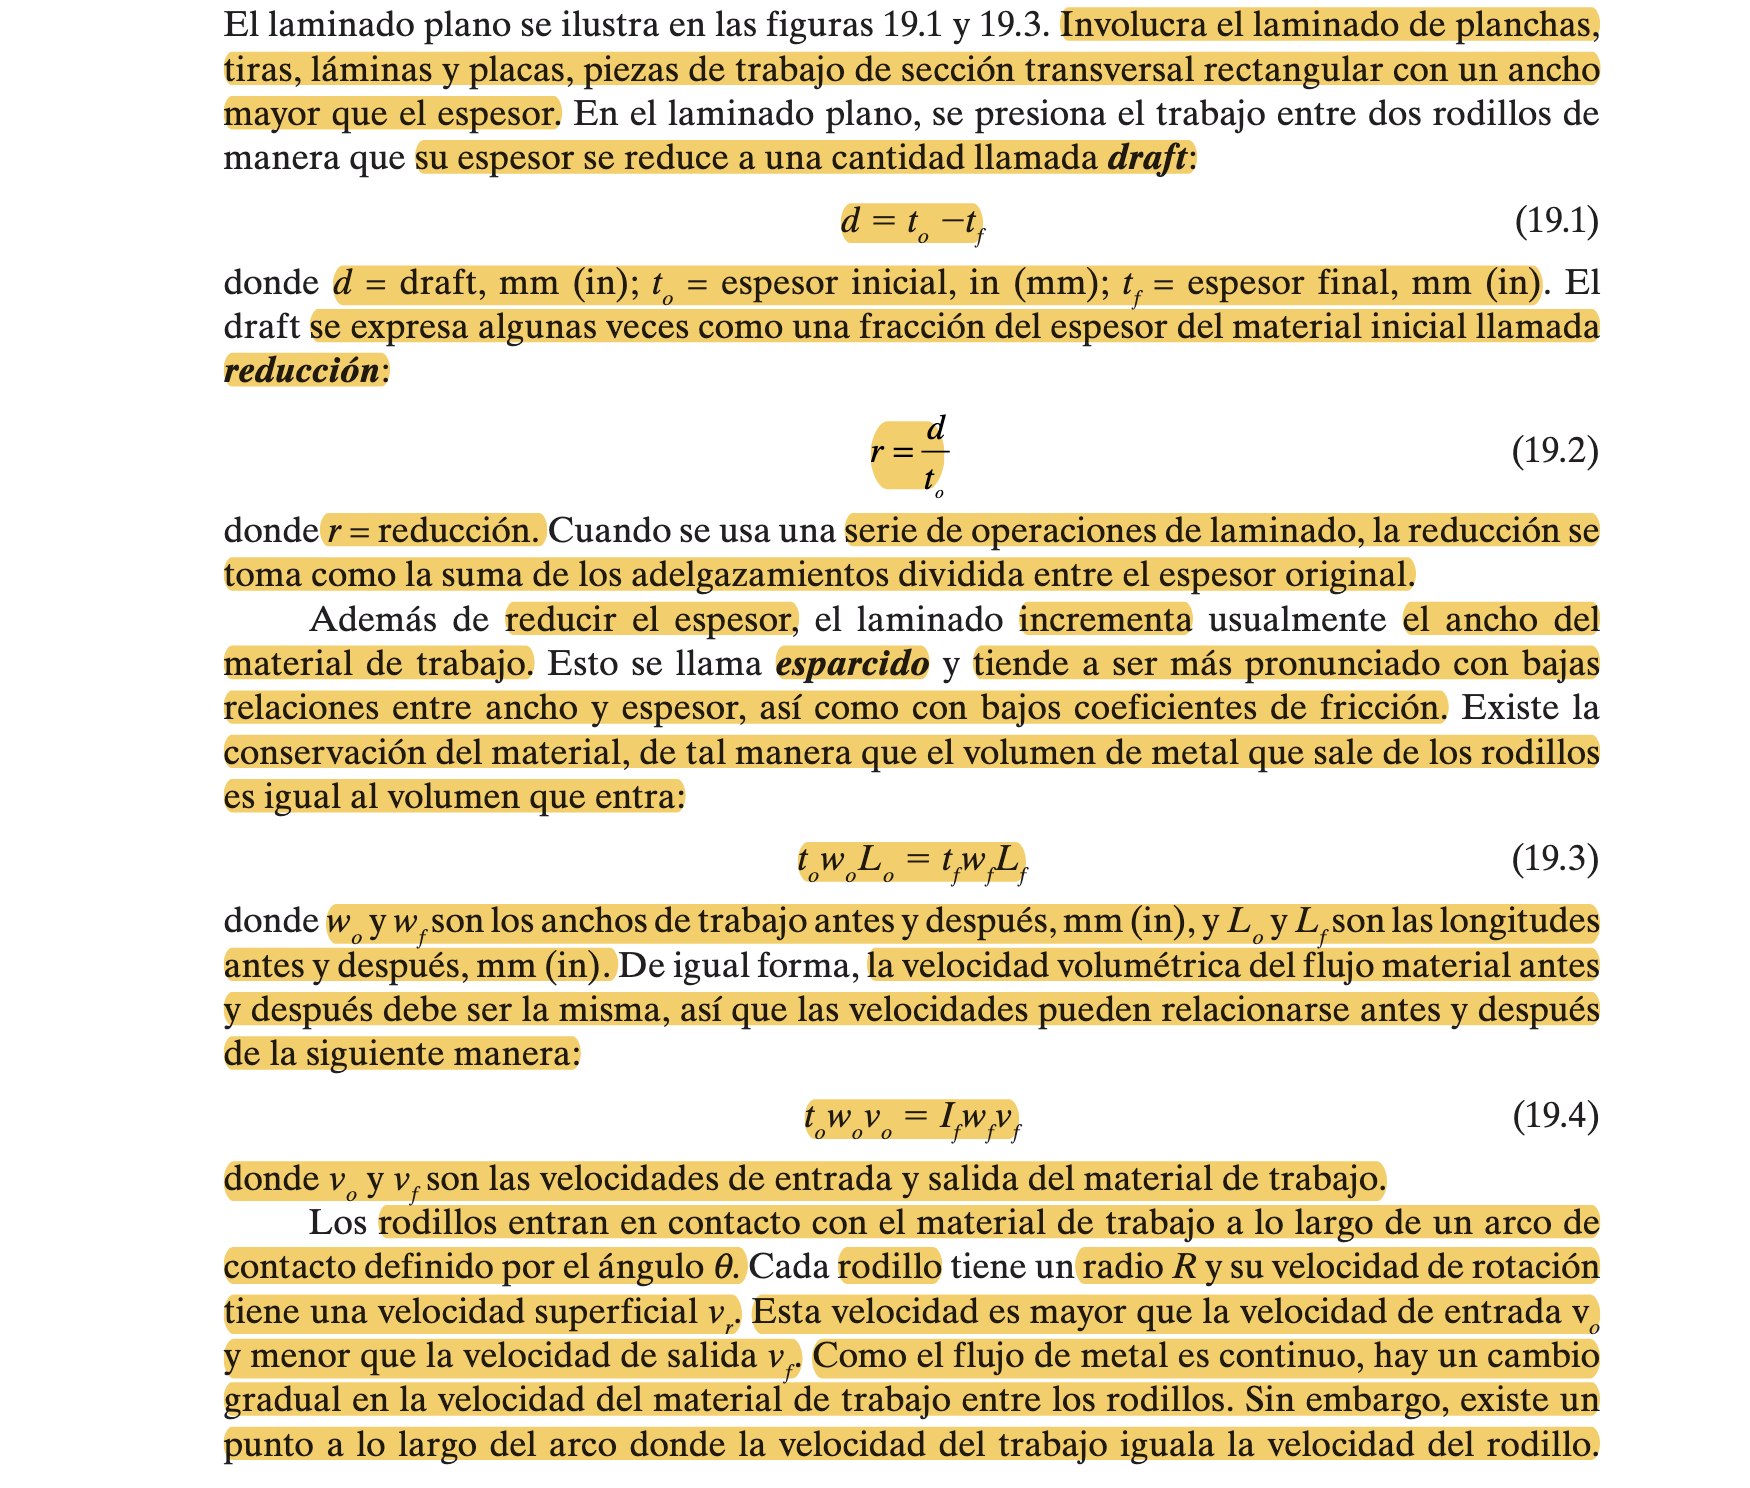 El laminado plano se ilustra en las figuras 19.1 y 19.3. Involucra el laminado de planchas,
tiras, láminas y placas, piezas de trabajo de sección transversal rectangular con un ancho
mayor que el espesor. En el laminado plano, se presiona el trabajo entre dos rodillos de
manera que su espesor se reduce a una cantidad llamada draft:
d = t_o − t_f (19.1)
donde d = draft, mm (in); t_o = espesor inicial, in (mm); t_f = espesor final, mm (in). El
draft se expresa algunas veces como una fracción del espesor del material inicial llamada
reducción:
r = d/t_o (19.2)
donde r = reducción. Cuando se usa una serie de operaciones de laminado, la reducción se
toma como la suma de los adelgazamientos dividida entre el espesor original.
Además de reducir el espesor, el laminado incrementa usualmente el ancho del
material de trabajo. Esto se llama esparcido y tiende a ser más pronunciado con bajas
relaciones entre ancho y espesor, así como con bajos coeficientes de fricción. Existe la
conservación del material, de tal manera que el volumen de metal que sale de los rodillos
es igual al volumen que entra:
t_o w_o L_o = t_f w_f L_f (19.3)
donde w_o y w_f son los anchos de trabajo antes y después, mm (in), y L_o y L_f son las longitudes
antes y después, mm (in). De igual forma, la velocidad volumétrica del flujo material antes
y después debe ser la misma, así que las velocidades pueden relacionarse antes y después
de la siguiente manera:
t_o w_o v_o = I_f w_f v_f (19.4)
donde v_o y v_f son las velocidades de entrada y salida del material de trabajo.
Los rodillos entran en contacto con el material de trabajo a lo largo de un arco de
contacto definido por el ángulo θ. Cada rodillo tiene un radio R y su velocidad de rotación
tiene una velocidad superficial v_r. Esta velocidad es mayor que la velocidad de entrada v_o
y menor que la velocidad de salida v_f. Como el flujo de metal es continuo, hay un cambio
gradual en la velocidad del material de trabajo entre los rodillos. Sin embargo, existe un
punto a lo largo del arco donde la velocidad del trabajo iguala la velocidad del rodillo.